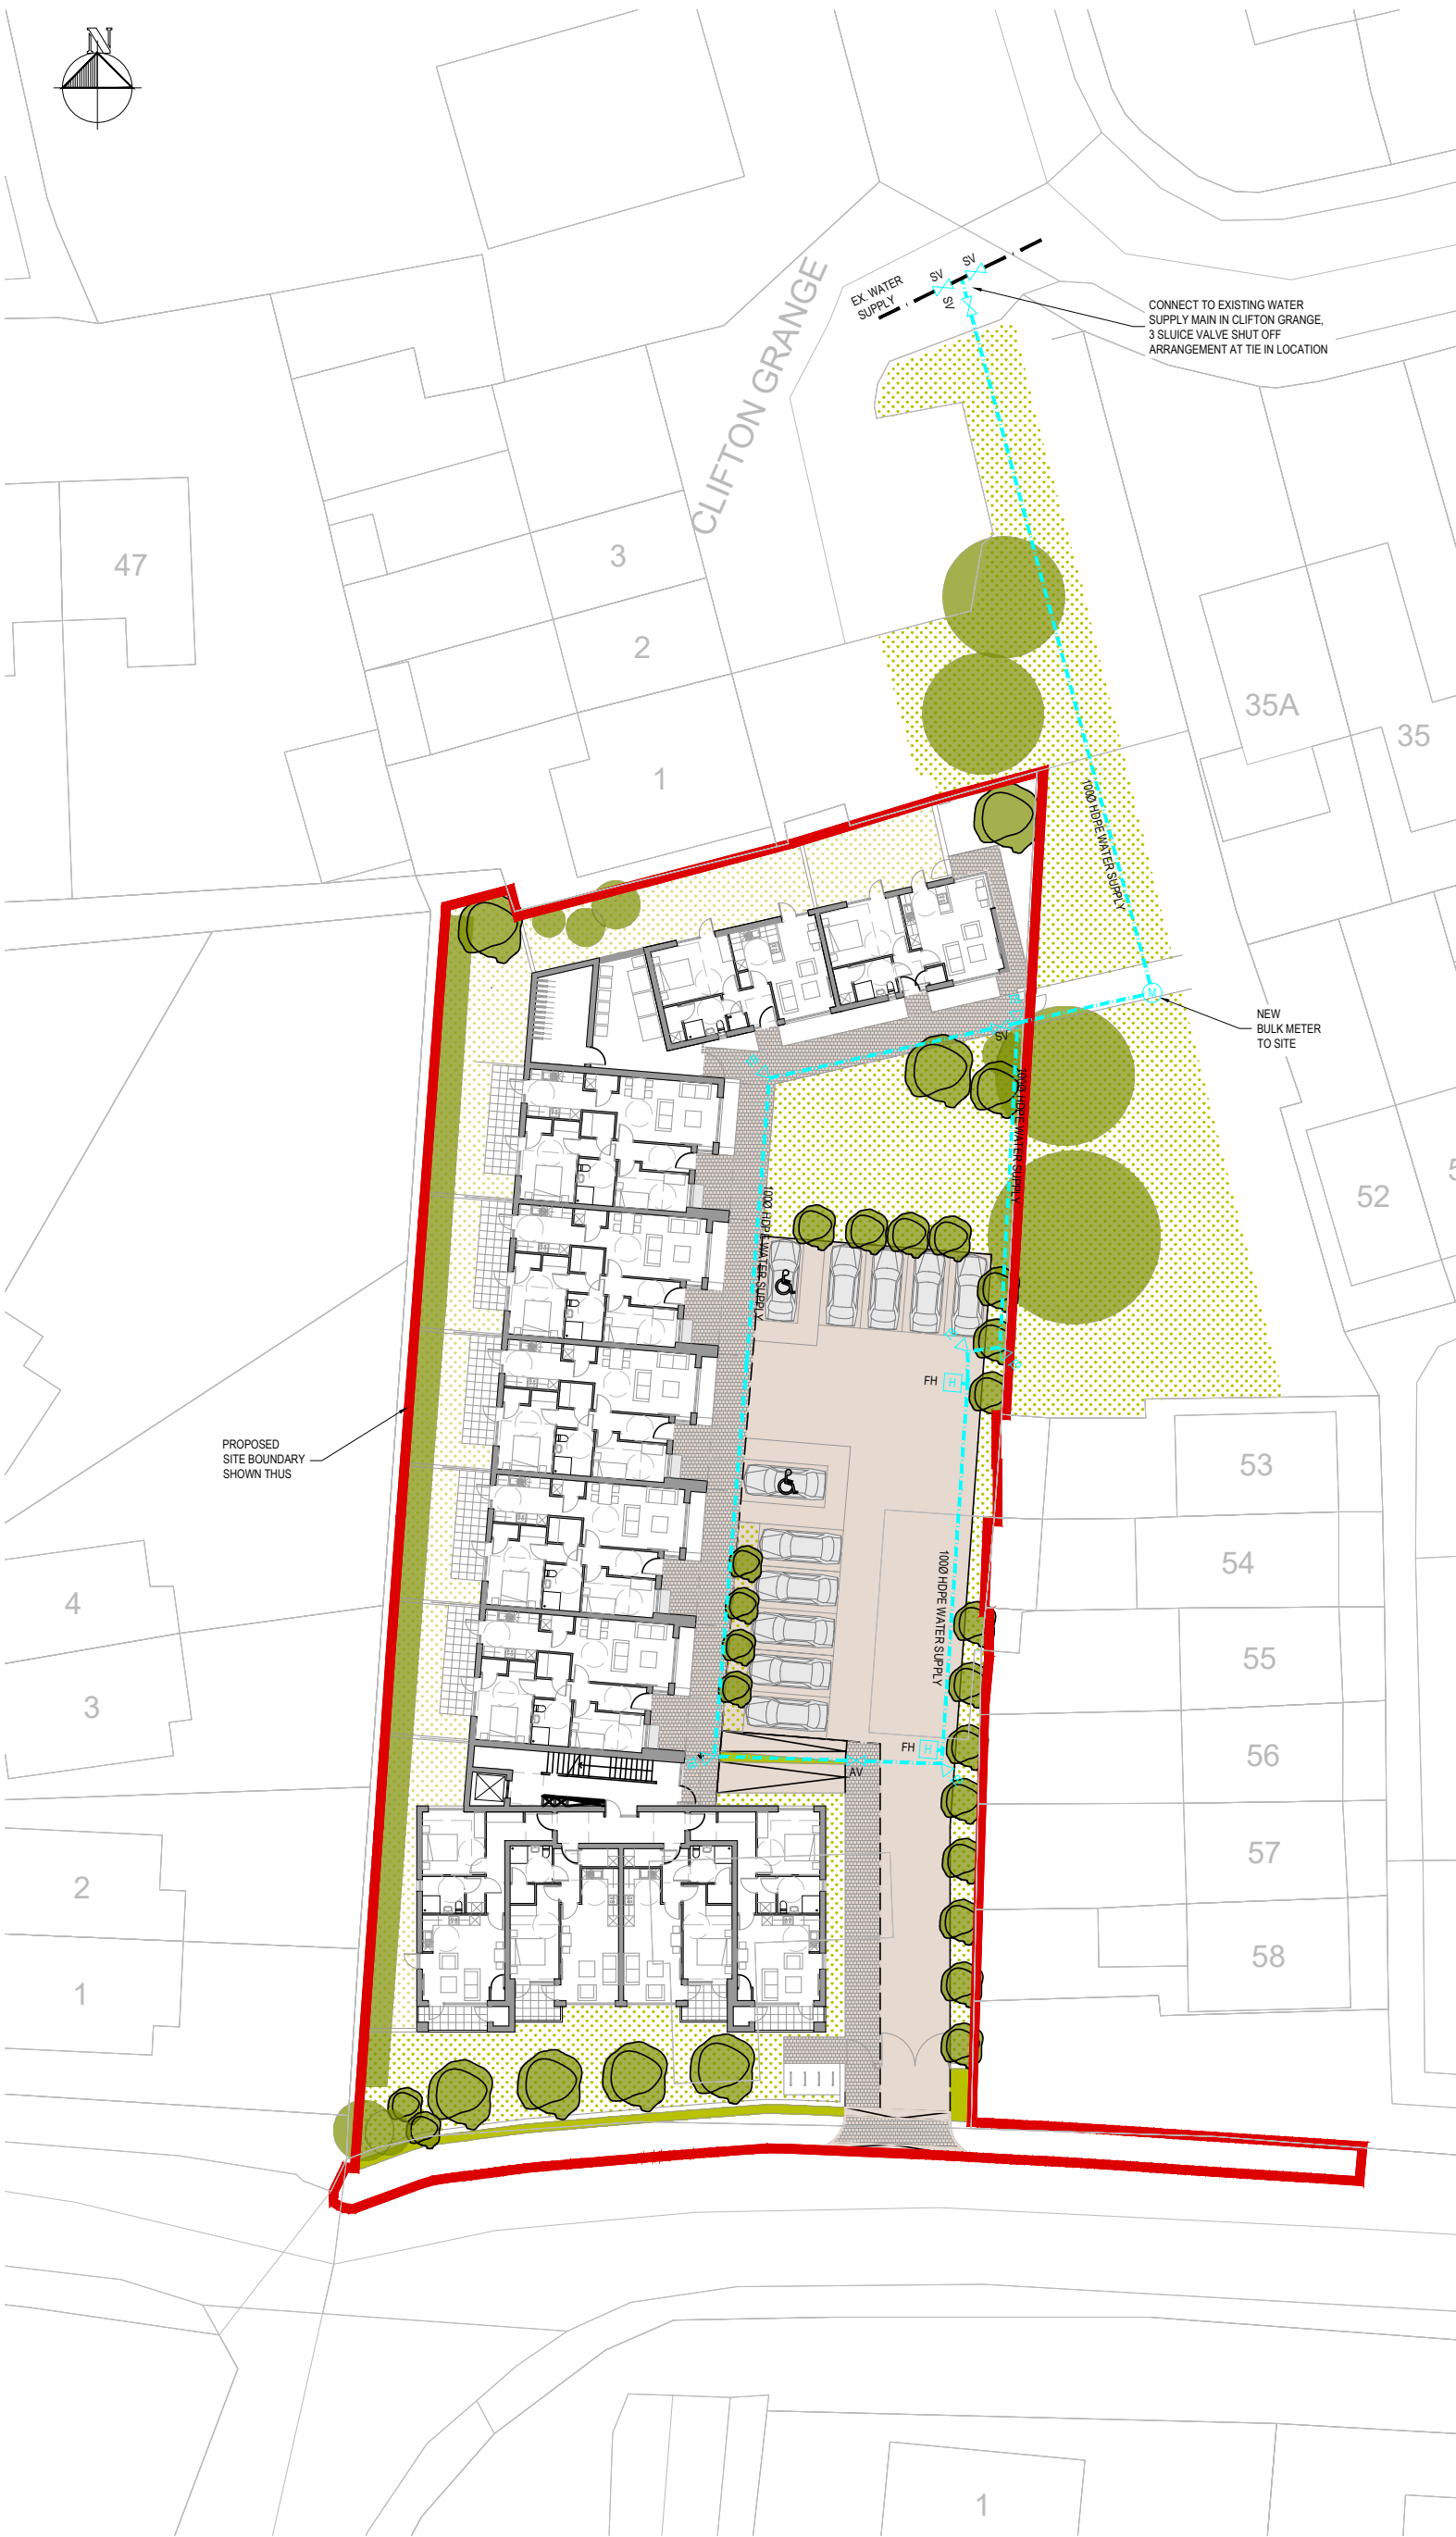 N
CLIFTON GRANGE
EX. WATER
SUPPLY
SV
SV
SV
CONNECT TO EXISTING WATER
SUPPLY MAIN IN CLIFTON GRANGE,
3 SLUICE VALVE SHUT OFF
ARRANGEMENT AT TIE IN LOCATION
47
3
2
1
35A
35
100Ø HDPE WATER SUPPLY
M
NEW
BULK METER
TO SITE
SV
100Ø HDPE WATER SUPPLY
100Ø HDPE WATER SUPPLY
52
5
FH
H
PROPOSED
SITE BOUNDARY
SHOWN THUS
53
54
55
56
57
58
100Ø HDPE WATER SUPPLY
4
3
2
1
FH
H
AV
1